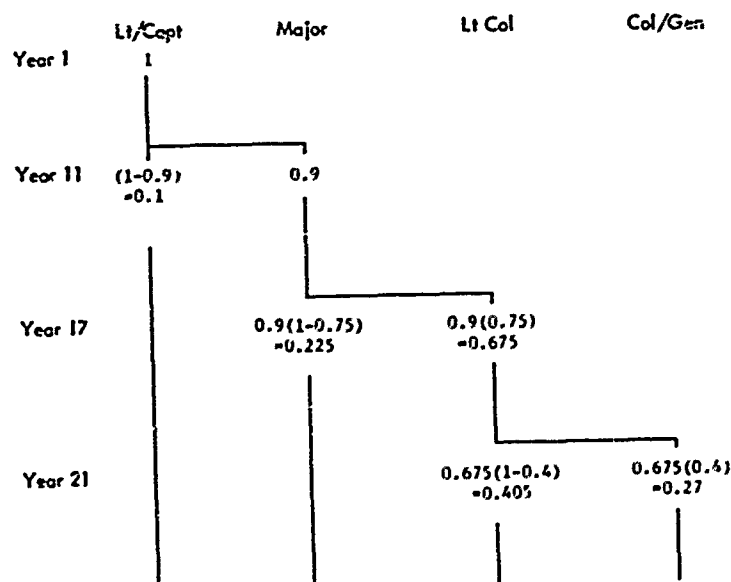 Lt/Capt Major Lt Col Col/Gen
Year 1 1
Year 11 (1-0.9) 0.9
=0.1
Year 17 0.9(1-0.75) 0.9(0.75)
=0.225 =0.675
Year 21 0.675(1-0.4) 0.675(0.4)
=0.405 =0.27